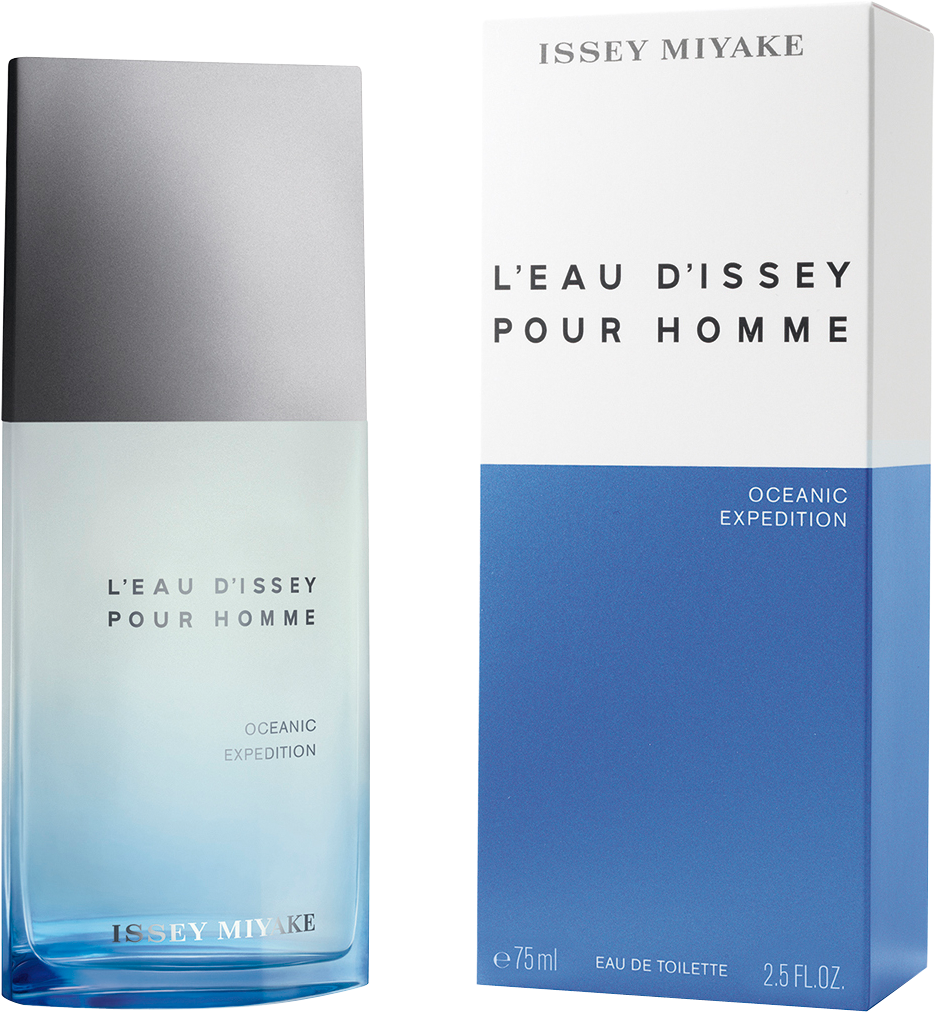 L'EAU D'ISSEY
POUR HOMME
OCEANIC
EXPEDITION
ISSEY MIYAKE
ISSEY MIYAKE
L'EAU D'ISSEY
POUR HOMME
OCEANIC
EXPEDITION
℮75ml EAU DE TOILETTE 2.5 FL.OZ.